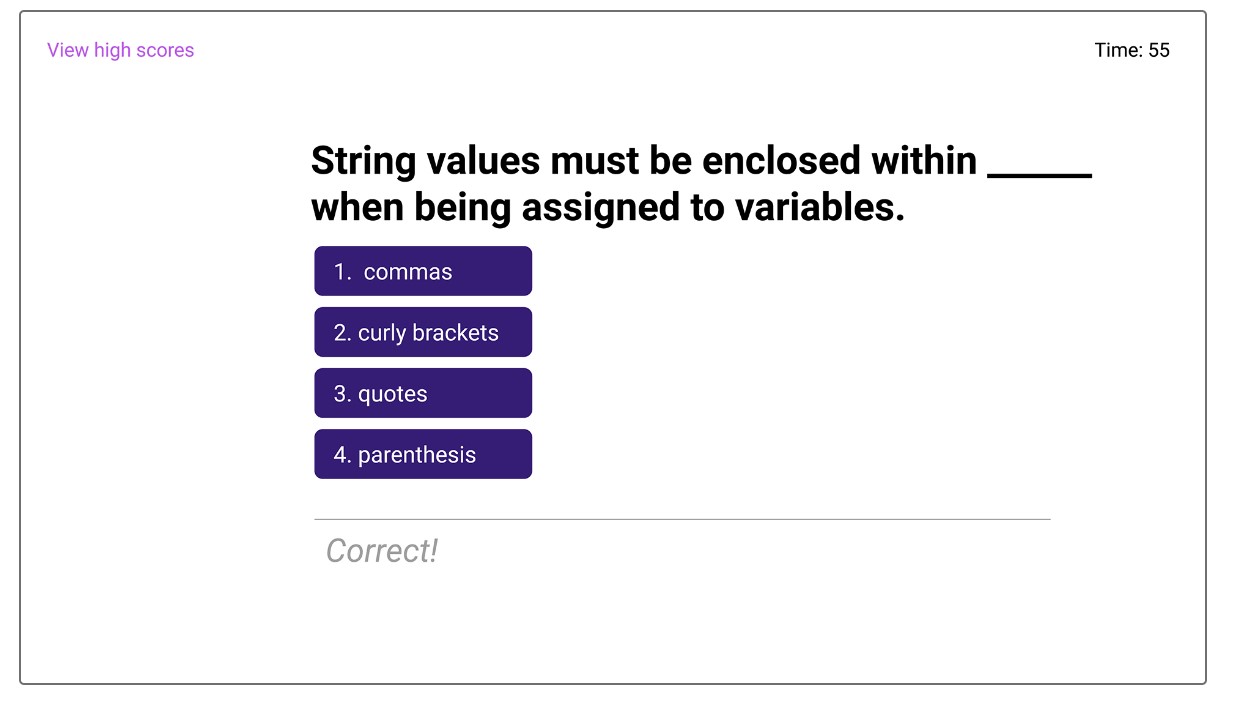 View high scores
Time: 55
String values must be enclosed within _____
when being assigned to variables.
1. commas
2. curly brackets
3. quotes
4. parenthesis
Correct!